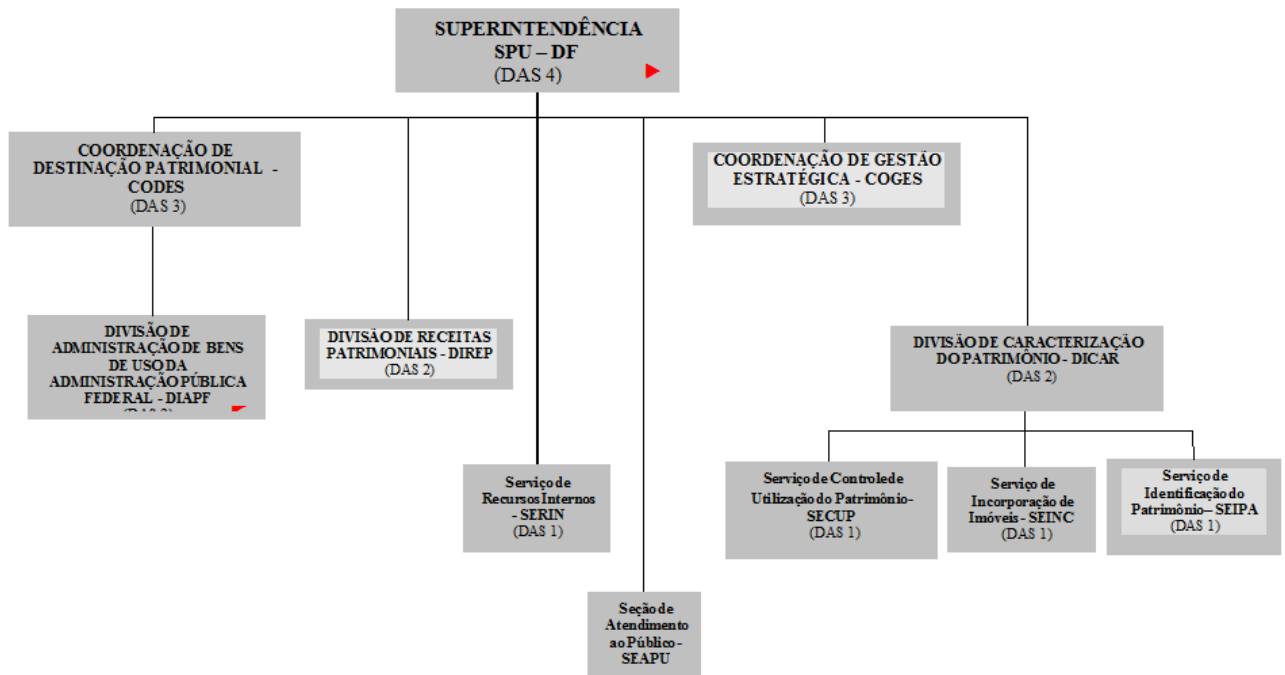 SUPERINTENDÊNCIA
SPU – DF
(DAS 4)
COORDENAÇÃO DE
DESTINAÇÃO PATRIMONIAL -
CODES
(DAS 3)
COORDENAÇÃO DE GESTÃO
ESTRATÉGICA - COGES
(DAS 3)
DIVISÃO DE
ADMINISTRAÇÃO DE BENS
DE USO DA
ADMINISTRAÇÃO PÚBLICA
FEDERAL - DIAPF
DIVISÃO DE RECEITAS
PATRIMONIAIS - DIREP
(DAS 2)
DIVISÃO DE CARACTERIZAÇÃO
DO PATRIMÔNIO - DICAR
(DAS 2)
Serviço de
Recursos Internos
- SERIN
(DAS 1)
Serviço de Controle de
Utilização do Patrimônio-
SECUP
(DAS 1)
Serviço de
Incorporação de
Imóveis - SEINC
(DAS 1)
Serviço de
Identificação do
Patrimônio– SEIPA
(DAS 1)
Seção de
Atendimento
ao Público -
SEAPU